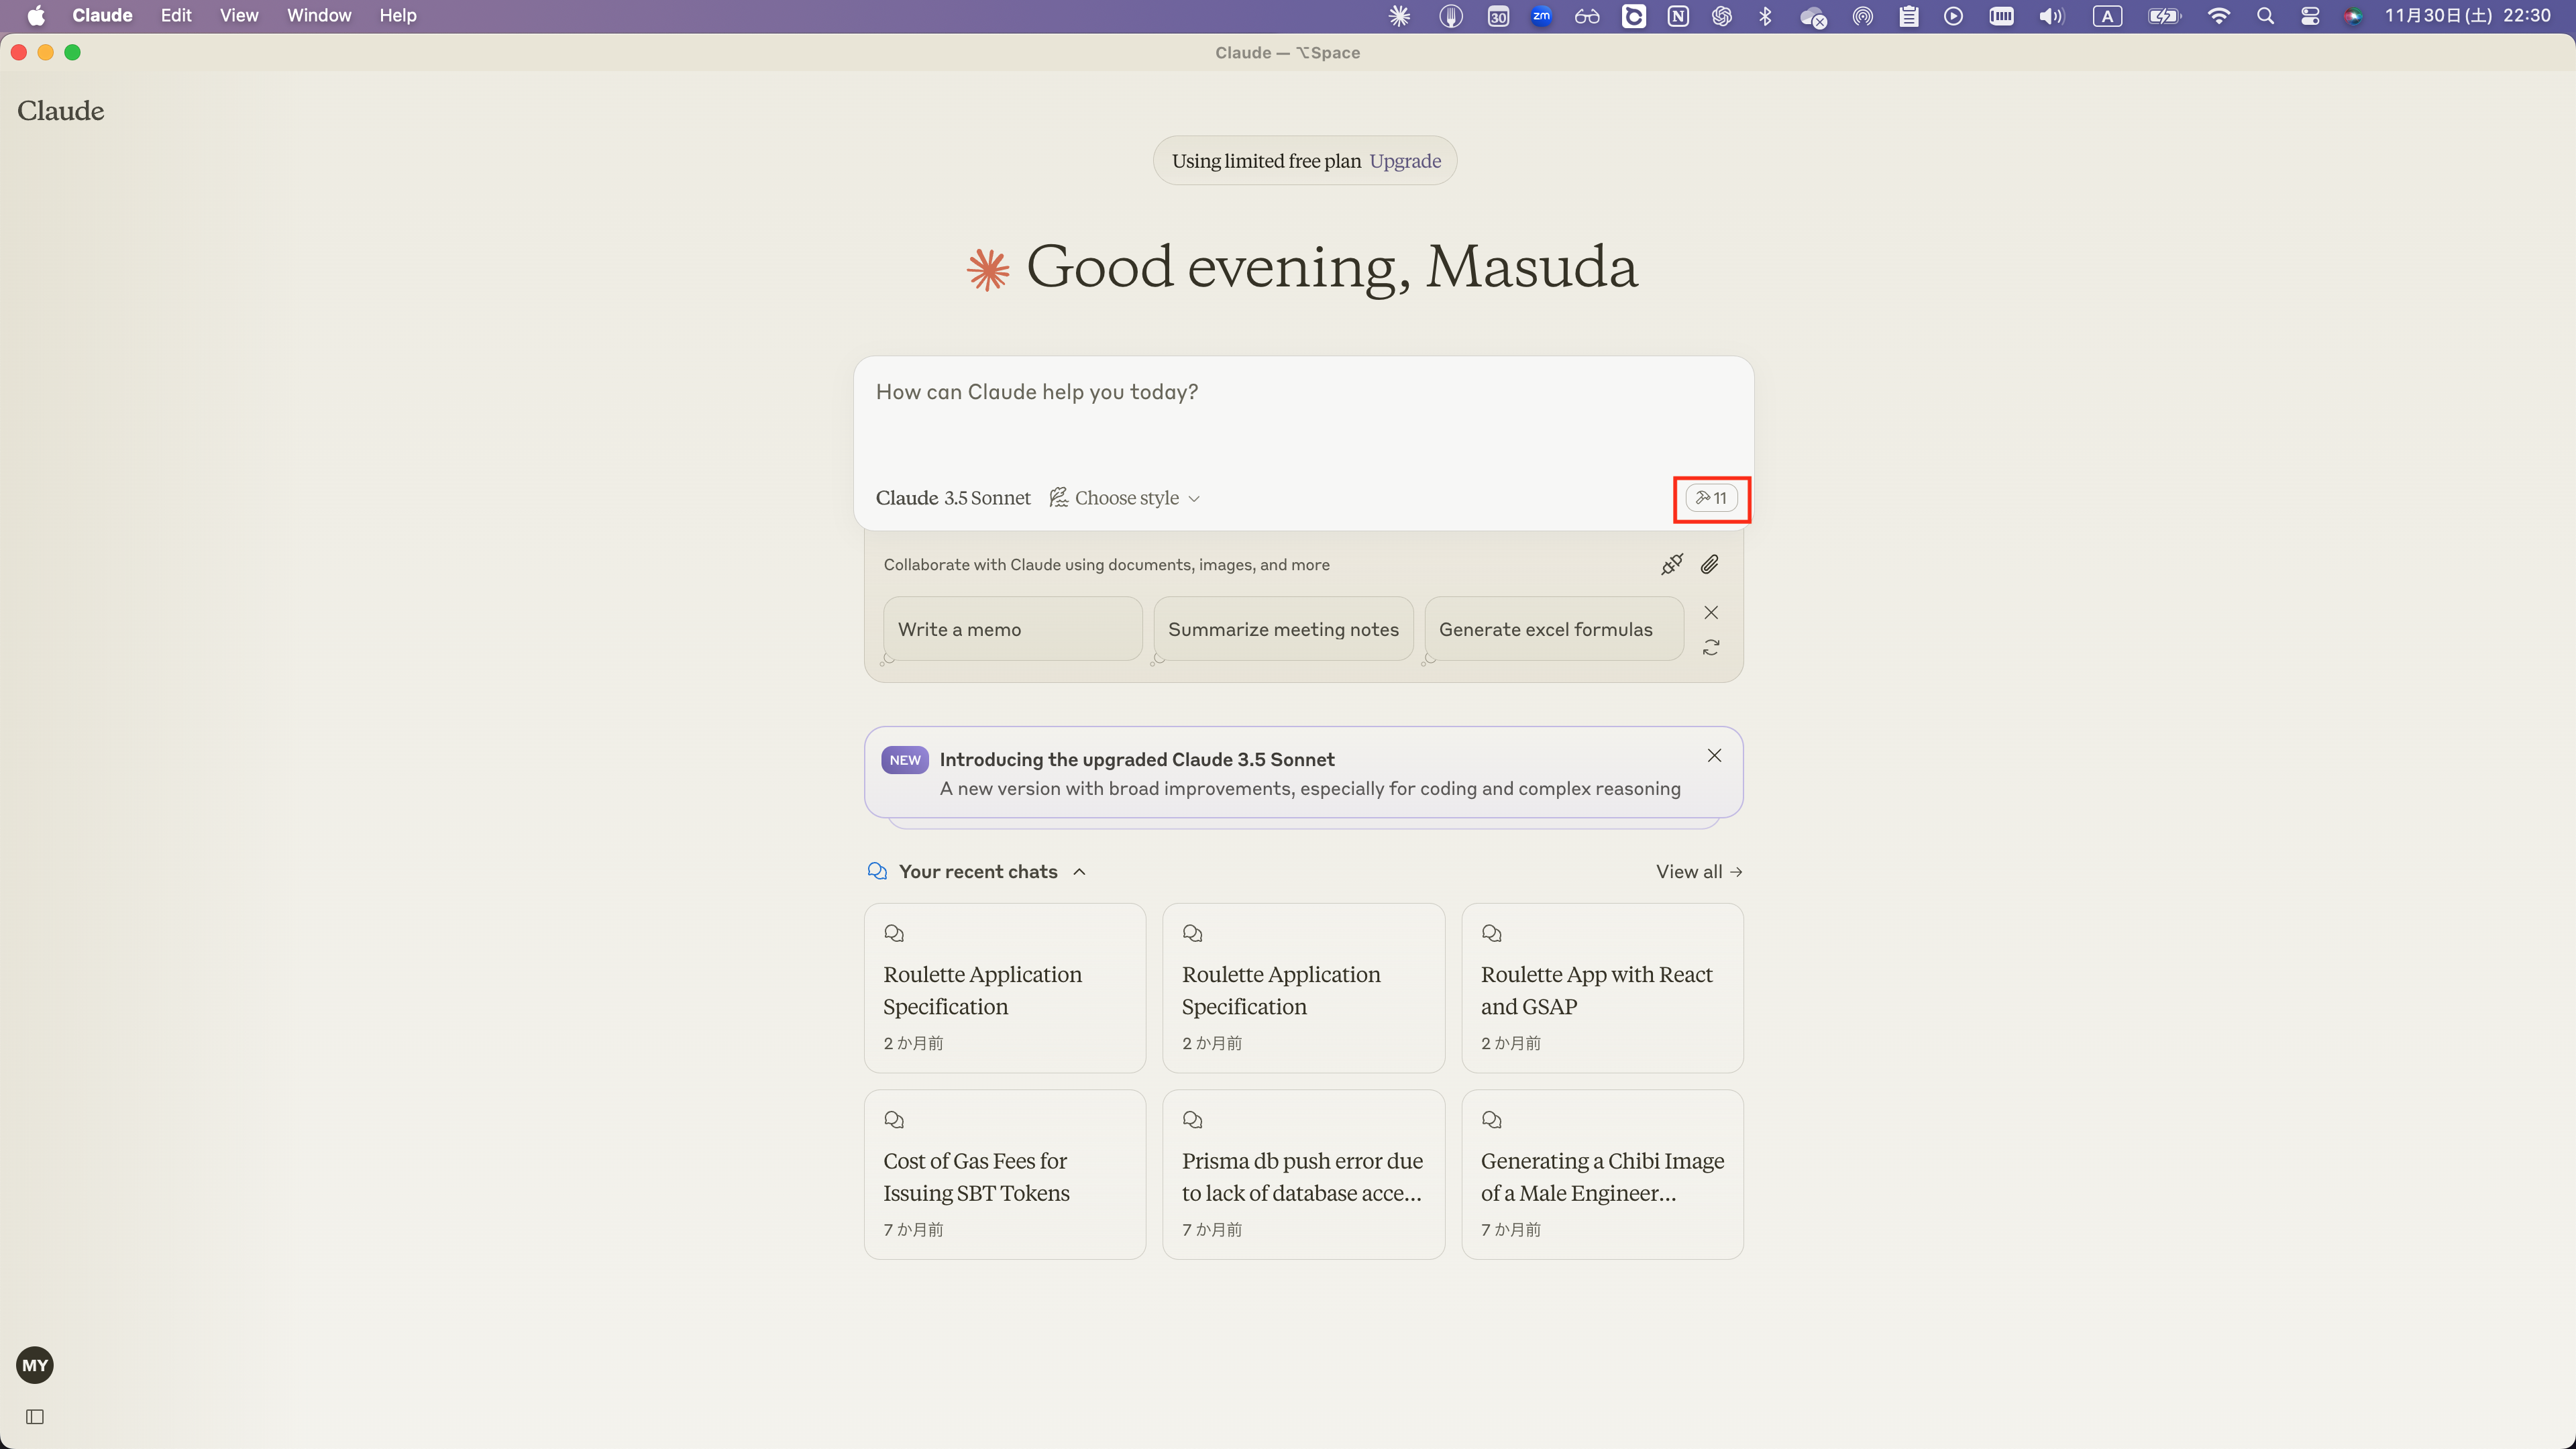 Claude Edit View Window Help
30 zm N A 11月30日(土) 22:30
Claude — ⌥Space
Claude
Using limited free plan Upgrade
Good evening, Masuda
How can Claude help you today?
Claude 3.5 Sonnet Choose style 11
Collaborate with Claude using documents, images, and more
Write a memo Summarize meeting notes Generate excel formulas
NEW Introducing the upgraded Claude 3.5 Sonnet
A new version with broad improvements, especially for coding and complex reasoning
Your recent chats View all →
Roulette Application
Specification
2 か月前
Roulette Application
Specification
2 か月前
Roulette App with React
and GSAP
2 か月前
Cost of Gas Fees for
Issuing SBT Tokens
7 か月前
Prisma db push error due
to lack of database acce...
7 か月前
Generating a Chibi Image
of a Male Engineer...
7 か月前
MY